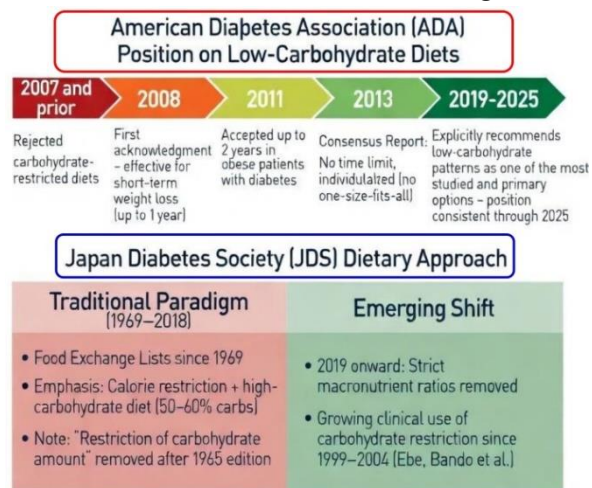 American Diabetes Association (ADA)
Position on Low-Carbohydrate Diets
2007 and
prior
2008
2011
2013
2019-2025
Rejected
carbohydrate-
restricted diets
First
acknowledgment
– effective for
short-term
weight loss
(up to 1 year)
Accepted up to
2 years in
obese patients
with diabetes
Consensus Report:
No time limit,
individulalzed (no
one-size-fits-all)
Explicitly recommends
low-carbohydrate
patterns as one of the most
studied and primary
options – position
consistent through 2025
Japan Diabetes Society (JDS) Dietary Approach
Traditional Paradigm
(1969–2018)
• Food Exchange Lists since 1969
• Emphasis: Calorie restriction + high-
carbohydrate diet (50–60% carbs)
• Note: "Restriction of carbohydrate
amount" removed after 1965 edition
Emerging Shift
• 2019 onward: Strict
macronutrient ratios removed
• Growing clinical use of
carbohydrate restriction since
1999–2004 (Ebe, Bando et al.)